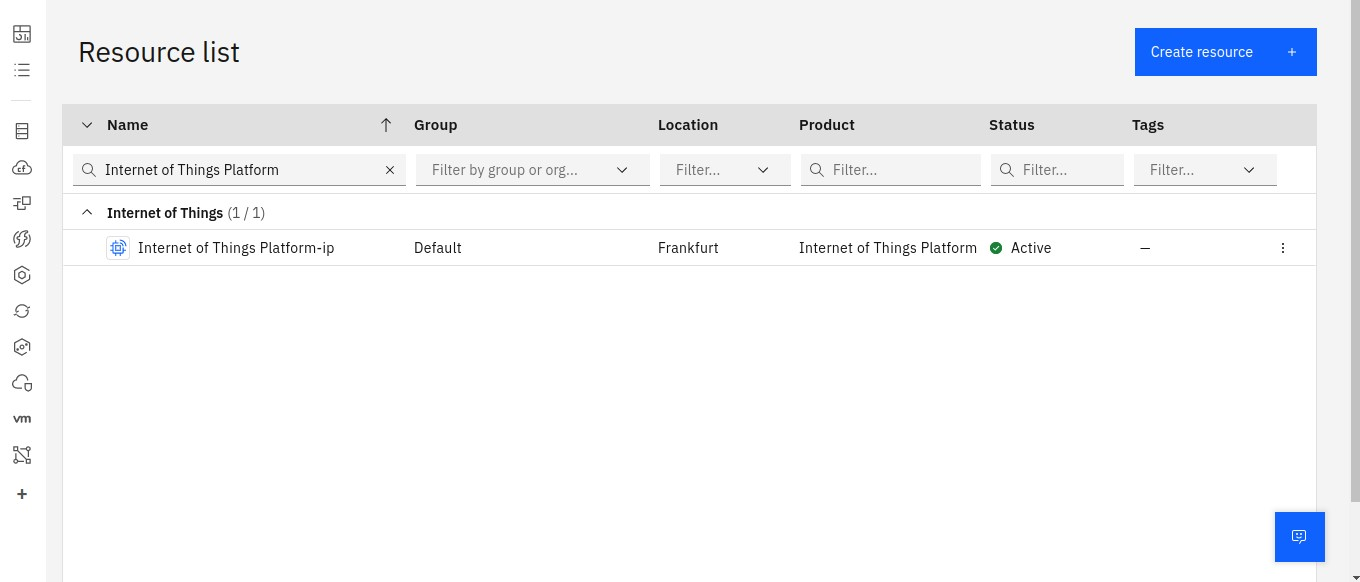 Resource list
Create resource +
Name Group Location Product Status Tags
Internet of Things Platform Filter by group or org... Filter... Filter... Filter... Filter...
Internet of Things (1 / 1)
Internet of Things Platform-ip Default Frankfurt Internet of Things Platform Active —
cf
vm
+